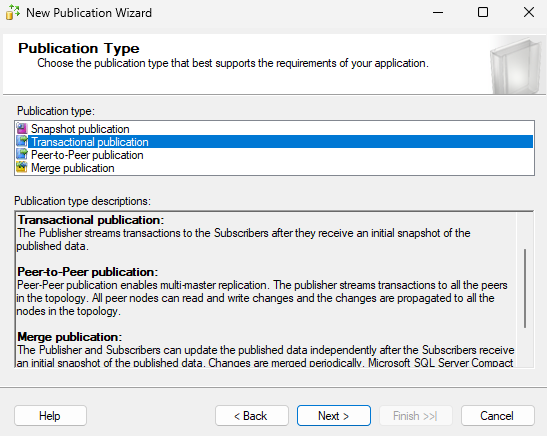 New Publication Wizard
Publication Type
Choose the publication type that best supports the requirements of your application.
Publication type:
Snapshot publication
Transactional publication
Peer-to-Peer publication
Merge publication
Publication type descriptions:
Transactional publication:
The Publisher streams transactions to the Subscribers after they receive an initial snapshot of the
published data.
Peer-to-Peer publication:
Peer-Peer publication enables multi-master replication. The publisher streams transactions to all the peers
in the topology. All peer nodes can read and write changes and the changes are propagated to all the
nodes in the topology.
Merge publication:
The Publisher and Subscribers can update the published data independently after the Subscribers receive
an initial snapshot of the published data. Changes are merged periodically. Microsoft SQL Server Compact
Help
< Back
Next >
Finish >>|
Cancel